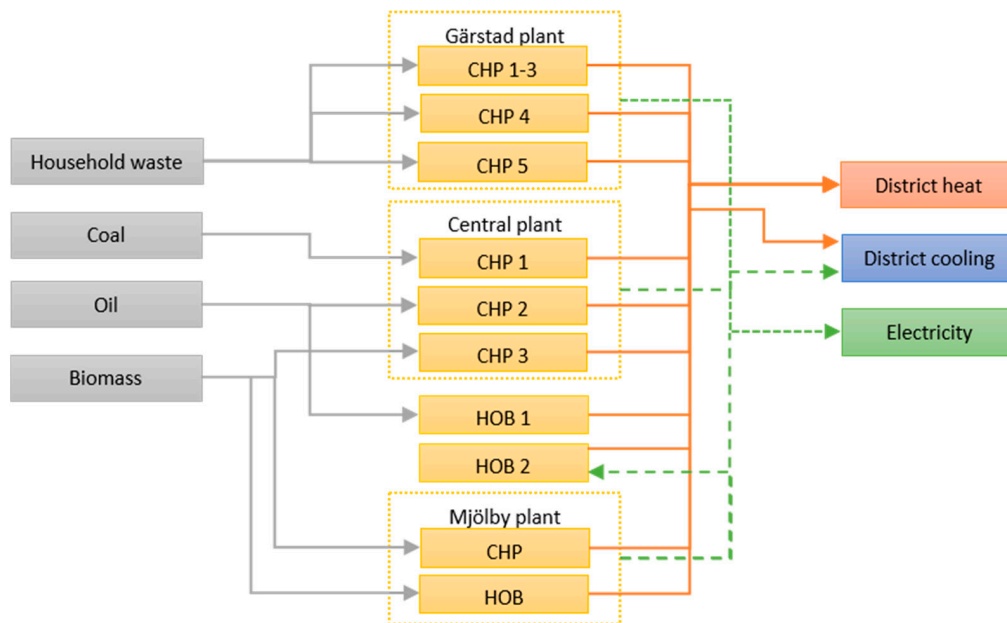 Household waste
Coal
Oil
Biomass
Gärstad plant
CHP 1-3
CHP 4
CHP 5
Central plant
CHP 1
CHP 2
CHP 3
HOB 1
HOB 2
Mjölby plant
CHP
HOB
District heat
District cooling
Electricity